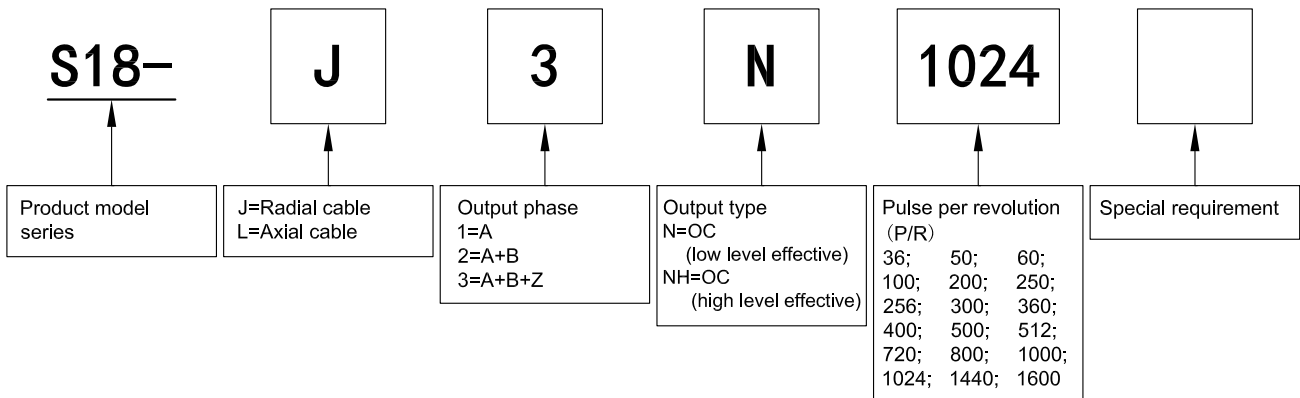 S18-
J
3
N
1024
Product model
series
J=Radial cable
L=Axial cable
Output phase
1=A
2=A+B
3=A+B+Z
Output type
N=OC
(low level effective)
NH=OC
(high level effective)
Pulse per revolution
（P/R）
36; 50; 60;
100; 200; 250;
256; 300; 360;
400; 500; 512;
720; 800; 1000;
1024; 1440; 1600
Special requirement